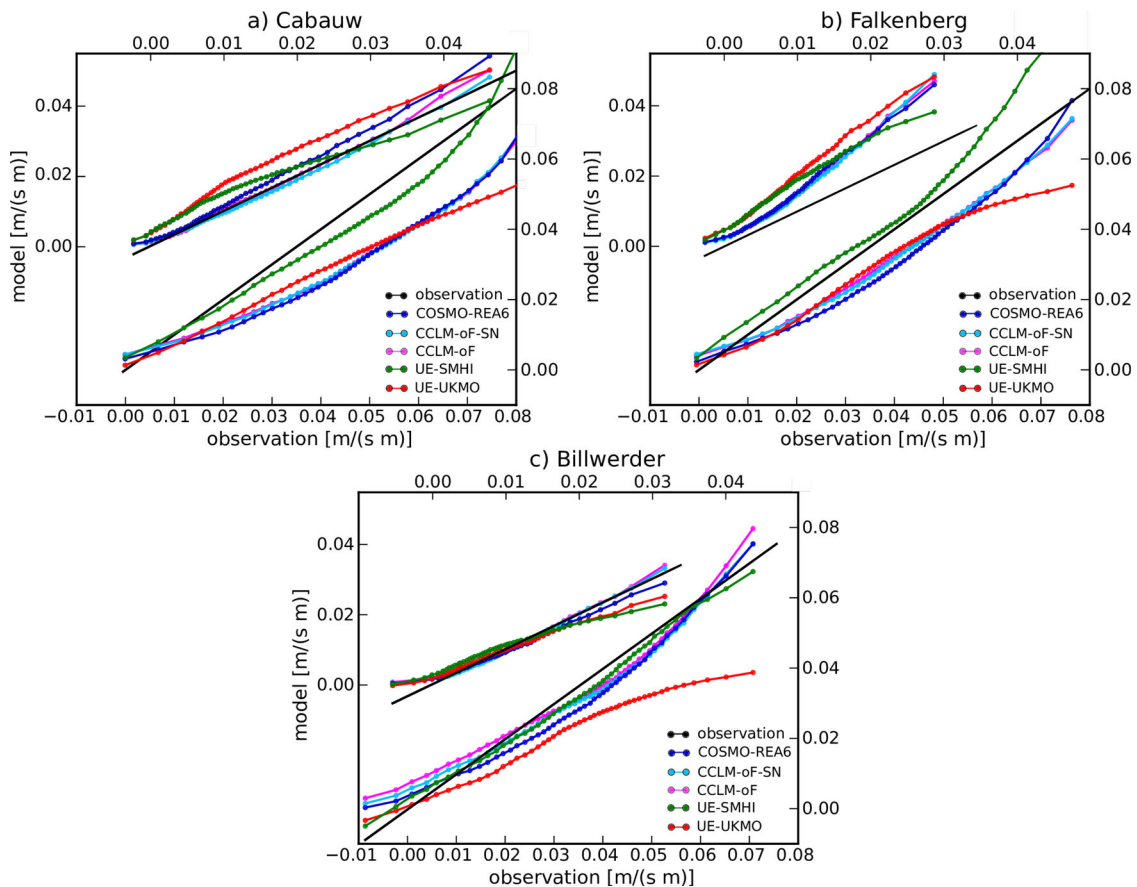 a) Cabauw
0.00 0.01 0.02 0.03 0.04
0.04
0.02
0.00
model [m/(s m)]
0.08
0.06
0.04
0.02
0.00
observation
COSMO-REA6
CCLM-oF-SN
CCLM-oF
UE-SMHI
UE-UKMO
−0.01 0.00 0.01 0.02 0.03 0.04 0.05 0.06 0.07 0.08
observation [m/(s m)]
b) Falkenberg
0.00 0.01 0.02 0.03 0.04
0.04
0.02
0.00
model [m/(s m)]
0.08
0.06
0.04
0.02
0.00
observation
COSMO-REA6
CCLM-oF-SN
CCLM-oF
UE-SMHI
UE-UKMO
−0.01 0.00 0.01 0.02 0.03 0.04 0.05 0.06 0.07 0.08
observation [m/(s m)]
c) Billwerder
0.00 0.01 0.02 0.03 0.04
0.04
0.02
0.00
model [m/(s m)]
0.08
0.06
0.04
0.02
0.00
observation
COSMO-REA6
CCLM-oF-SN
CCLM-oF
UE-SMHI
UE-UKMO
−0.01 0.00 0.01 0.02 0.03 0.04 0.05 0.06 0.07 0.08
observation [m/(s m)]